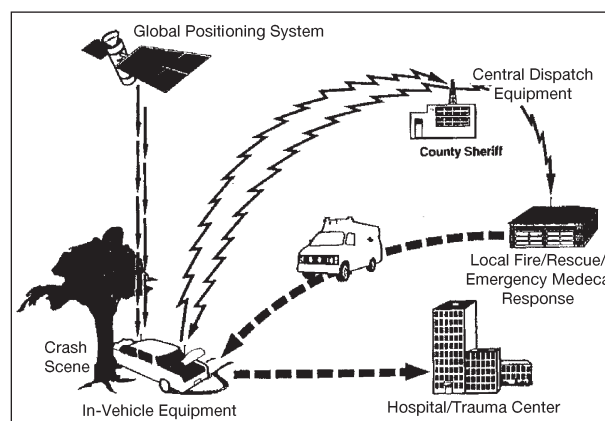 Global Positioning System
Central Dispatch
Equipment
County Sheriff
Local Fire/Rescue/
Emergency Medeca
Response
Crash
Scene
In-Vehicle Equipment
Hospital/Trauma Center